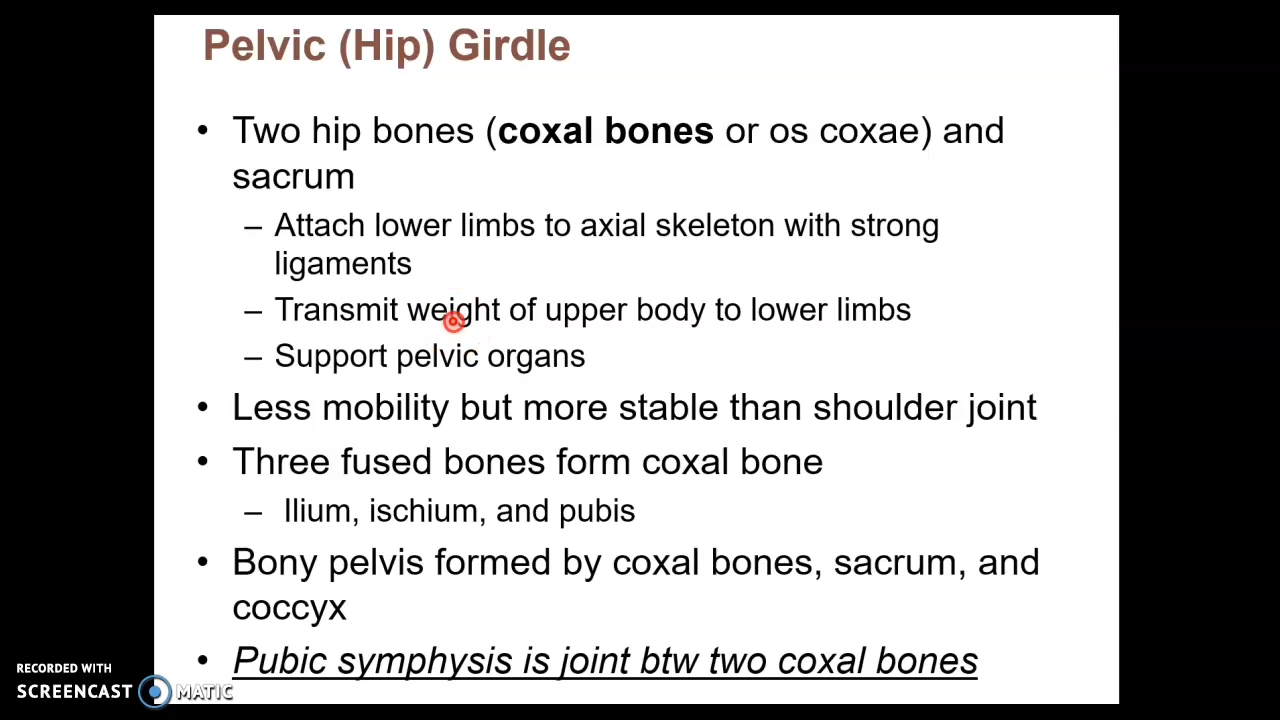 Pelvic (Hip) Girdle
• Two hip bones (coxal bones or os coxae) and
sacrum
– Attach lower limbs to axial skeleton with strong
ligaments
– Transmit weight of upper body to lower limbs
– Support pelvic organs
• Less mobility but more stable than shoulder joint
• Three fused bones form coxal bone
– Ilium, ischium, and pubis
• Bony pelvis formed by coxal bones, sacrum, and
coccyx
• Pubic symphysis is joint btw two coxal bones
RECORDED WITH
SCREENCAST MATIC